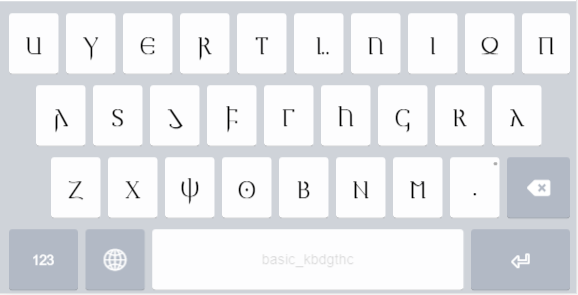 𐌵 𐍅 𐌴 𐍂 𐍄 𐌹̈ 𐌿 𐌹 𐍉 𐍀
𐌰 𐍃 𐌳 𐍆 𐌲 𐌷 𐌾 𐌺 𐌻
𐌶 𐍇 𐌸 𐍈 𐌱 𐌽 𐌼 .
123 basic_kbdgthc